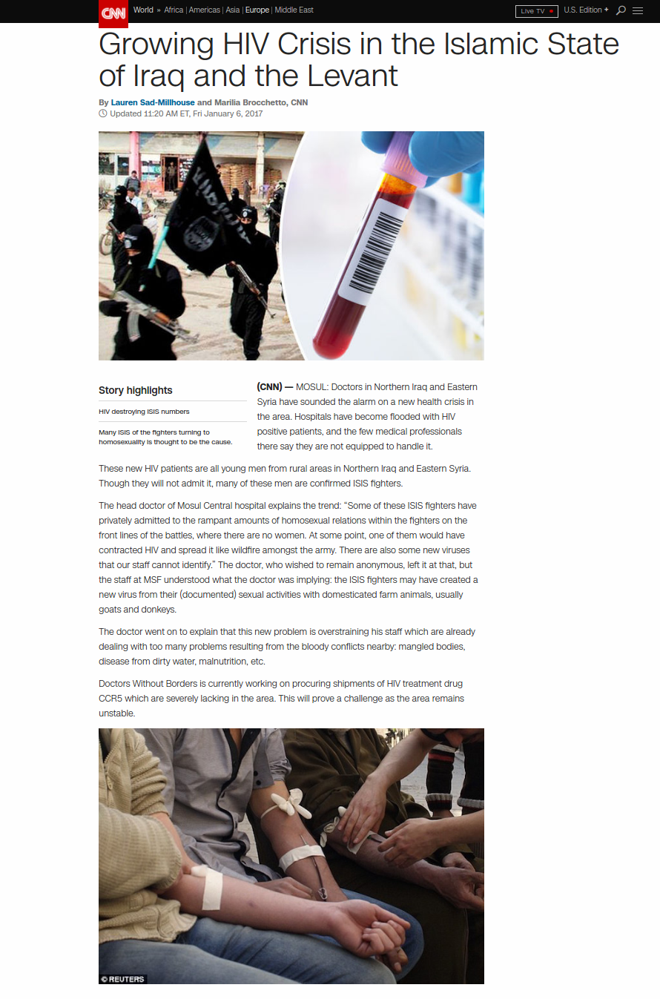 CNN World » Africa | Americas | Asia | Europe | Middle East Live TV U.S. Edition +
Growing HIV Crisis in the Islamic State
of Iraq and the Levant
By Lauren Sad-Millhouse and Marilia Brocchetto, CNN
Updated 11:20 AM ET, Fri January 6, 2017
Story highlights
HIV destroying ISIS numbers
Many ISIS of the fighters turning to
homosexuality is thought to be the cause.
(CNN) — MOSUL: Doctors in Northern Iraq and Eastern
Syria have sounded the alarm on a new health crisis in
the area. Hospitals have become flooded with HIV
positive patients, and the few medical professionals
there say they are not equipped to handle it.
These new HIV patients are all young men from rural areas in Northern Iraq and Eastern Syria.
Though they will not admit it, many of these men are confirmed ISIS fighters.
The head doctor of Mosul Central hospital explains the trend: “Some of these ISIS fighters have
privately admitted to the rampant amounts of homosexual relations within the fighters on the
front lines of the battles, where there are no women. At some point, one of them would have
contracted HIV and spread it like wildfire amongst the army. There are also some new viruses
that our staff cannot identify.” The doctor, who wished to remain anonymous, left it at that, but
the staff at MSF understood what the doctor was implying: the ISIS fighters may have created a
new virus from their (documented) sexual activities with domesticated farm animals, usually
goats and donkeys.
The doctor went on to explain that this new problem is overstraining his staff which are already
dealing with too many problems resulting from the bloody conflicts nearby: mangled bodies,
disease from dirty water, malnutrition, etc.
Doctors Without Borders is currently working on procuring shipments of HIV treatment drug
CCR5 which are severely lacking in the area. This will prove a challenge as the area remains
unstable.
© REUTERS